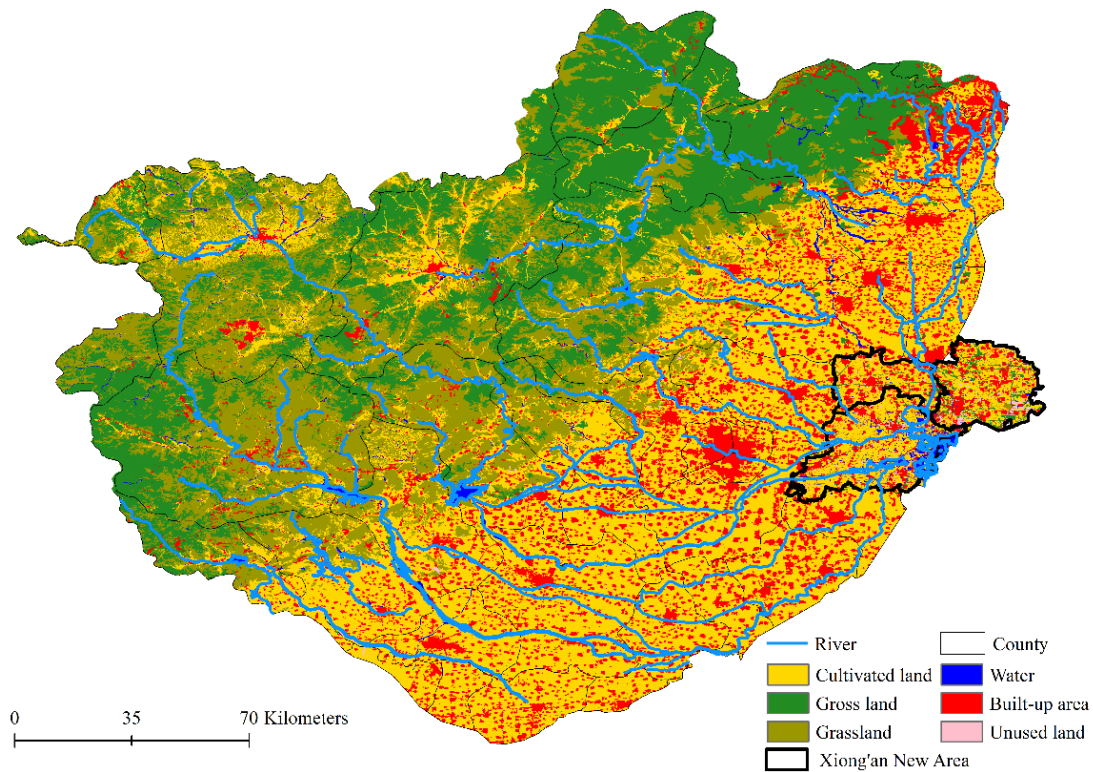 River
County
Cultivated land
Water
Gross land
Built-up area
Grassland
Unused land
Xiong'an New Area
0 35 70 Kilometers